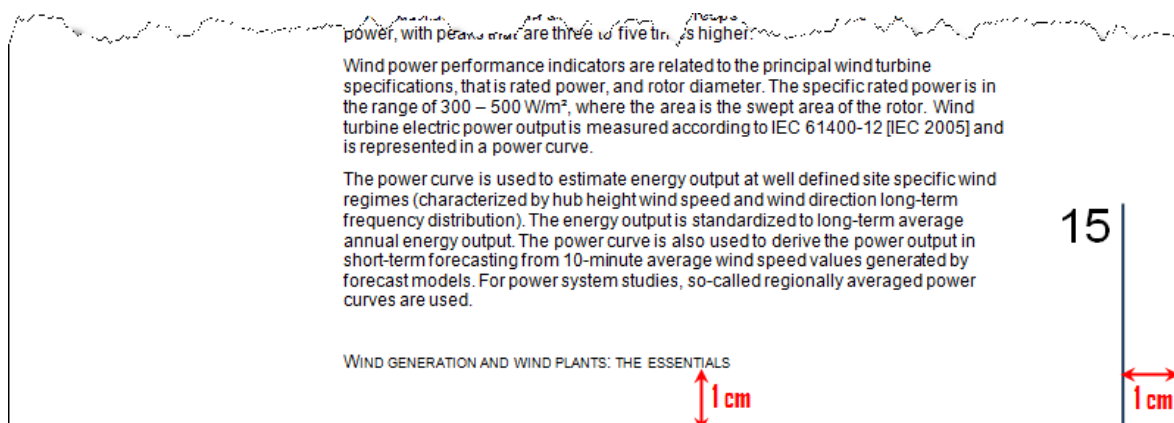 power, with peaks that are three to five times higher.
Wind power performance indicators are related to the principal wind turbine
specifications, that is rated power, and rotor diameter. The specific rated power is in
the range of 300 – 500 W/m², where the area is the swept area of the rotor. Wind
turbine electric power output is measured according to IEC 61400-12 [IEC 2005] and
is represented in a power curve.
The power curve is used to estimate energy output at well defined site specific wind
regimes (characterized by hub height wind speed and wind direction long-term
frequency distribution). The energy output is standardized to long-term average
annual energy output. The power curve is also used to derive the power output in
short-term forecasting from 10-minute average wind speed values generated by
forecast models. For power system studies, so-called regionally averaged power
curves are used.
15
WIND GENERATION AND WIND PLANTS: THE ESSENTIALS
1 cm
1 cm